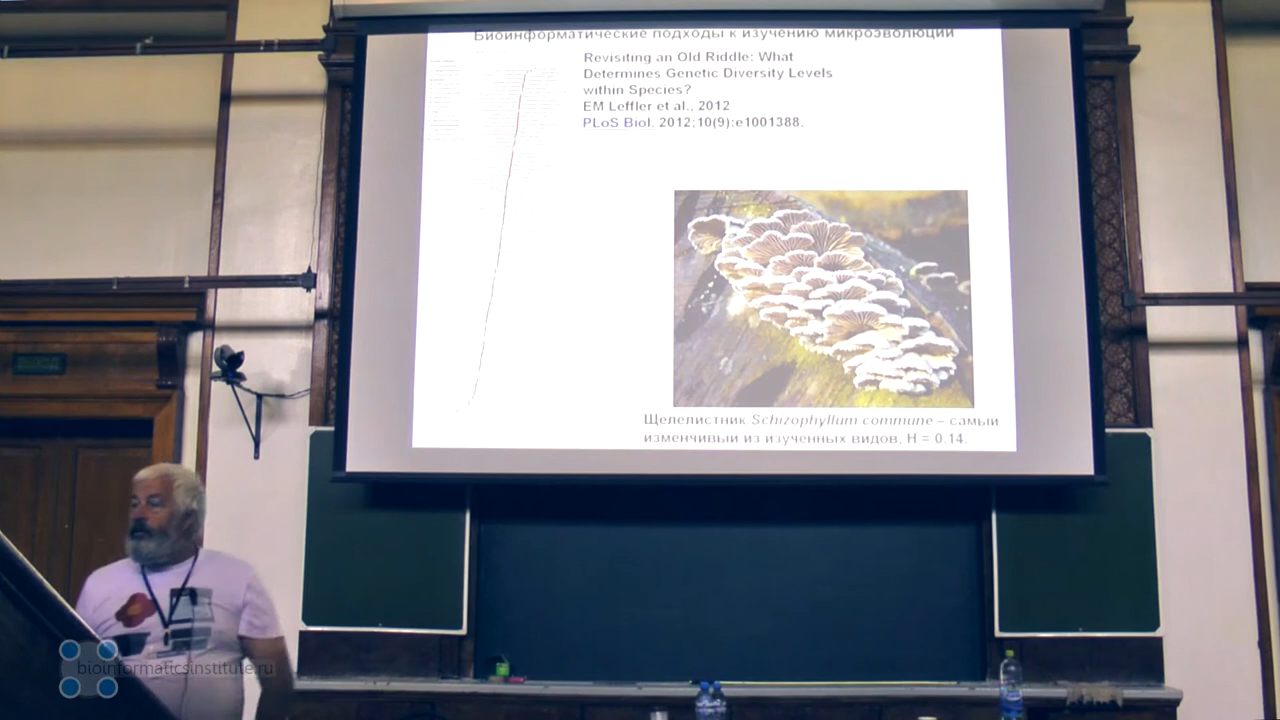 Биоинформатические подходы к изучению микроэволюции
Revisiting an Old Riddle: What
Determines Genetic Diversity Levels
within Species?
EM Leffler et al., 2012
PLoS Biol. 2012;10(9):e1001388.
Щелелистник Schizophyllum commune – самый
изменчивый из изученных видов, H = 0.14.
bioinformaticsinstitute.ru